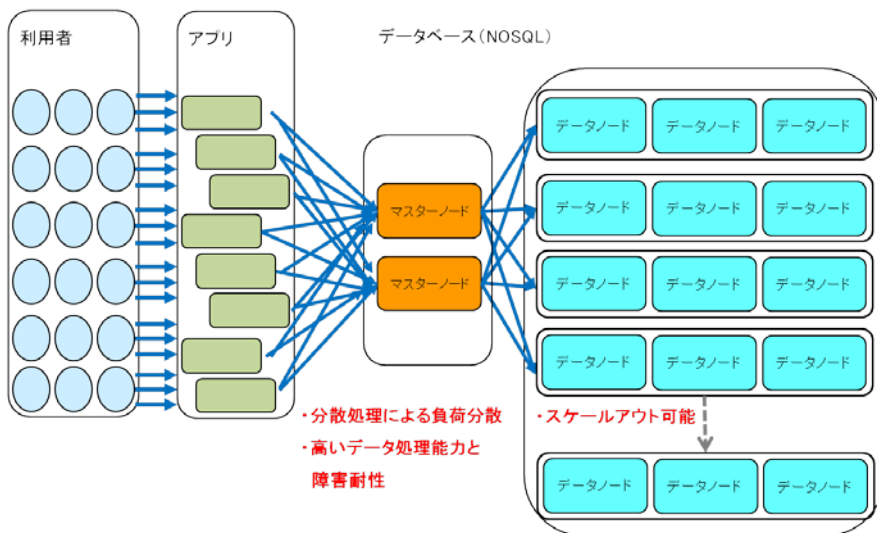 利用者
アプリ
データベース(NOSQL)
データノード データノード データノード
データノード データノード データノード
マスターノード
データノード データノード データノード
マスターノード
データノード データノード データノード
・分散処理による負荷分散
・高いデータ処理能力と
障害耐性
・スケールアウト可能
データノード データノード データノード